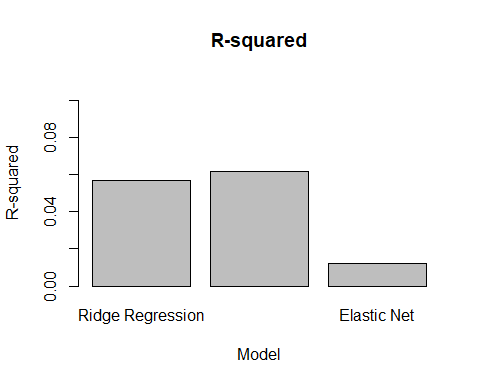 R-squared
R-squared
0.08
0.04
0.00
Ridge Regression
Elastic Net
Model